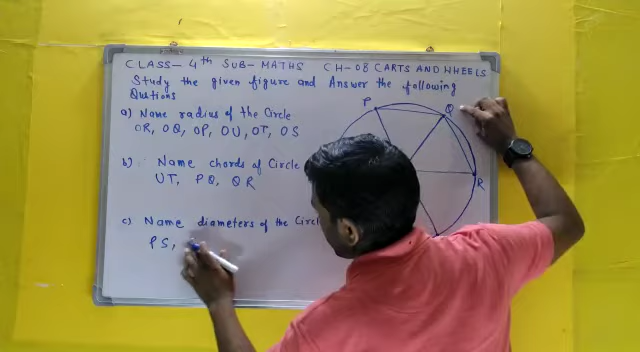 CLASS- 4th SUB- MATHS CH-08 CARTS AND WHEELS
Study the given figure and Answer the following
Qustions
a) Name radius of the Circle
OR, OQ, OP, OU, OT, OS
b) Name chords of Circle
UT, PQ, QR
c) Name diameters of the Circl
PS,
P
Q
R